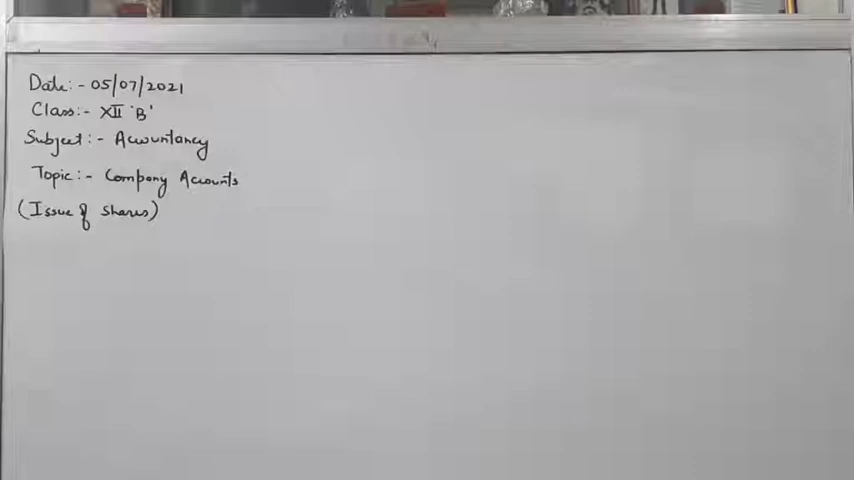 Date:- 05/07/2021
Class:- XII 'B'
Subject:- Accountancy
Topic:- Company Accounts
(Issue of shares)